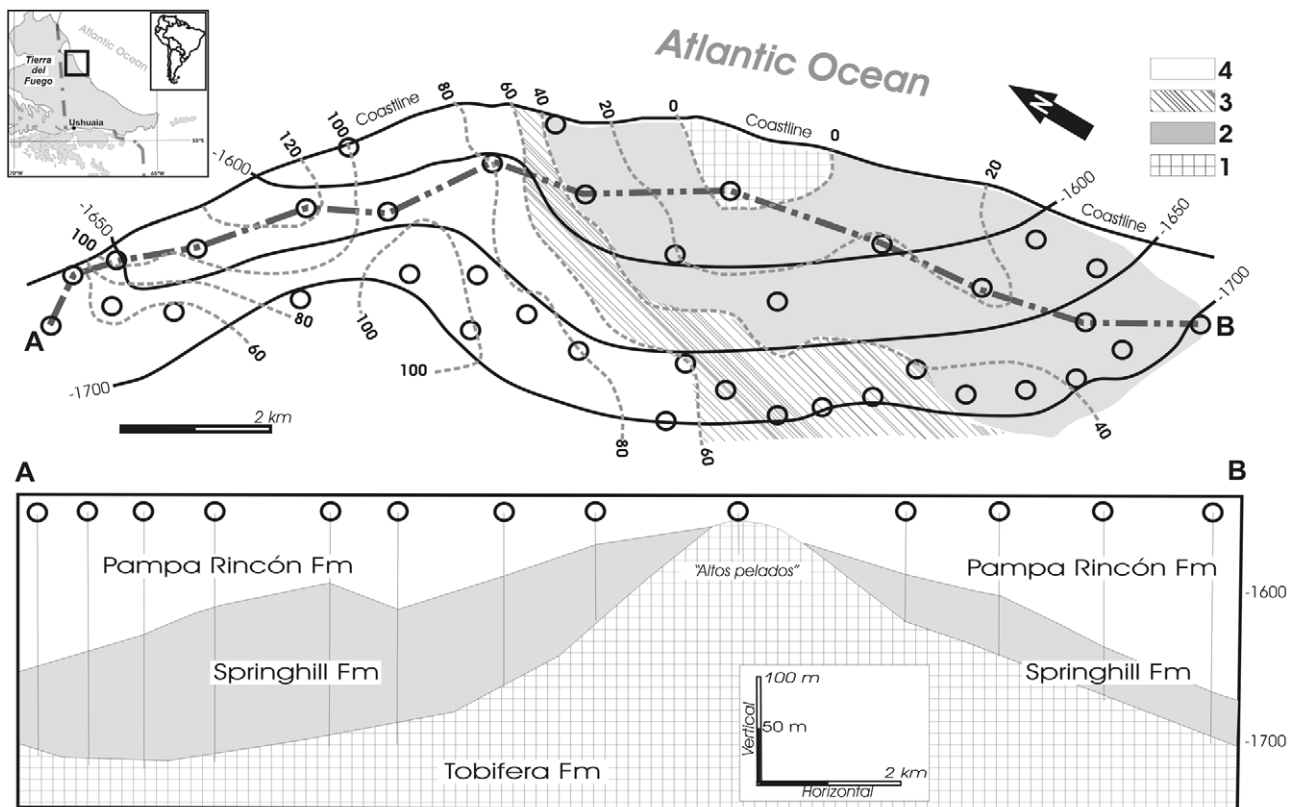 Atlantic Ocean
Tierra
del
Fuego
Ushuaia
55°S
70°W
65°W
Atlantic Ocean
N
4
3
2
1
Coastline
Coastline
Coastline
80
60
40
20
0
0
20
100
120
-1600
-1650
100
-1600
-1650
-1700
A
B
80
60
100
100
-1700
80
60
40
2 km
A
B
Pampa Rincón Fm
Pampa Rincón Fm
"Altos pelados"
-1600
Springhill Fm
Springhill Fm
100 m
50 m
Vertical
2 km
Horizontal
-1700
Tobifera Fm